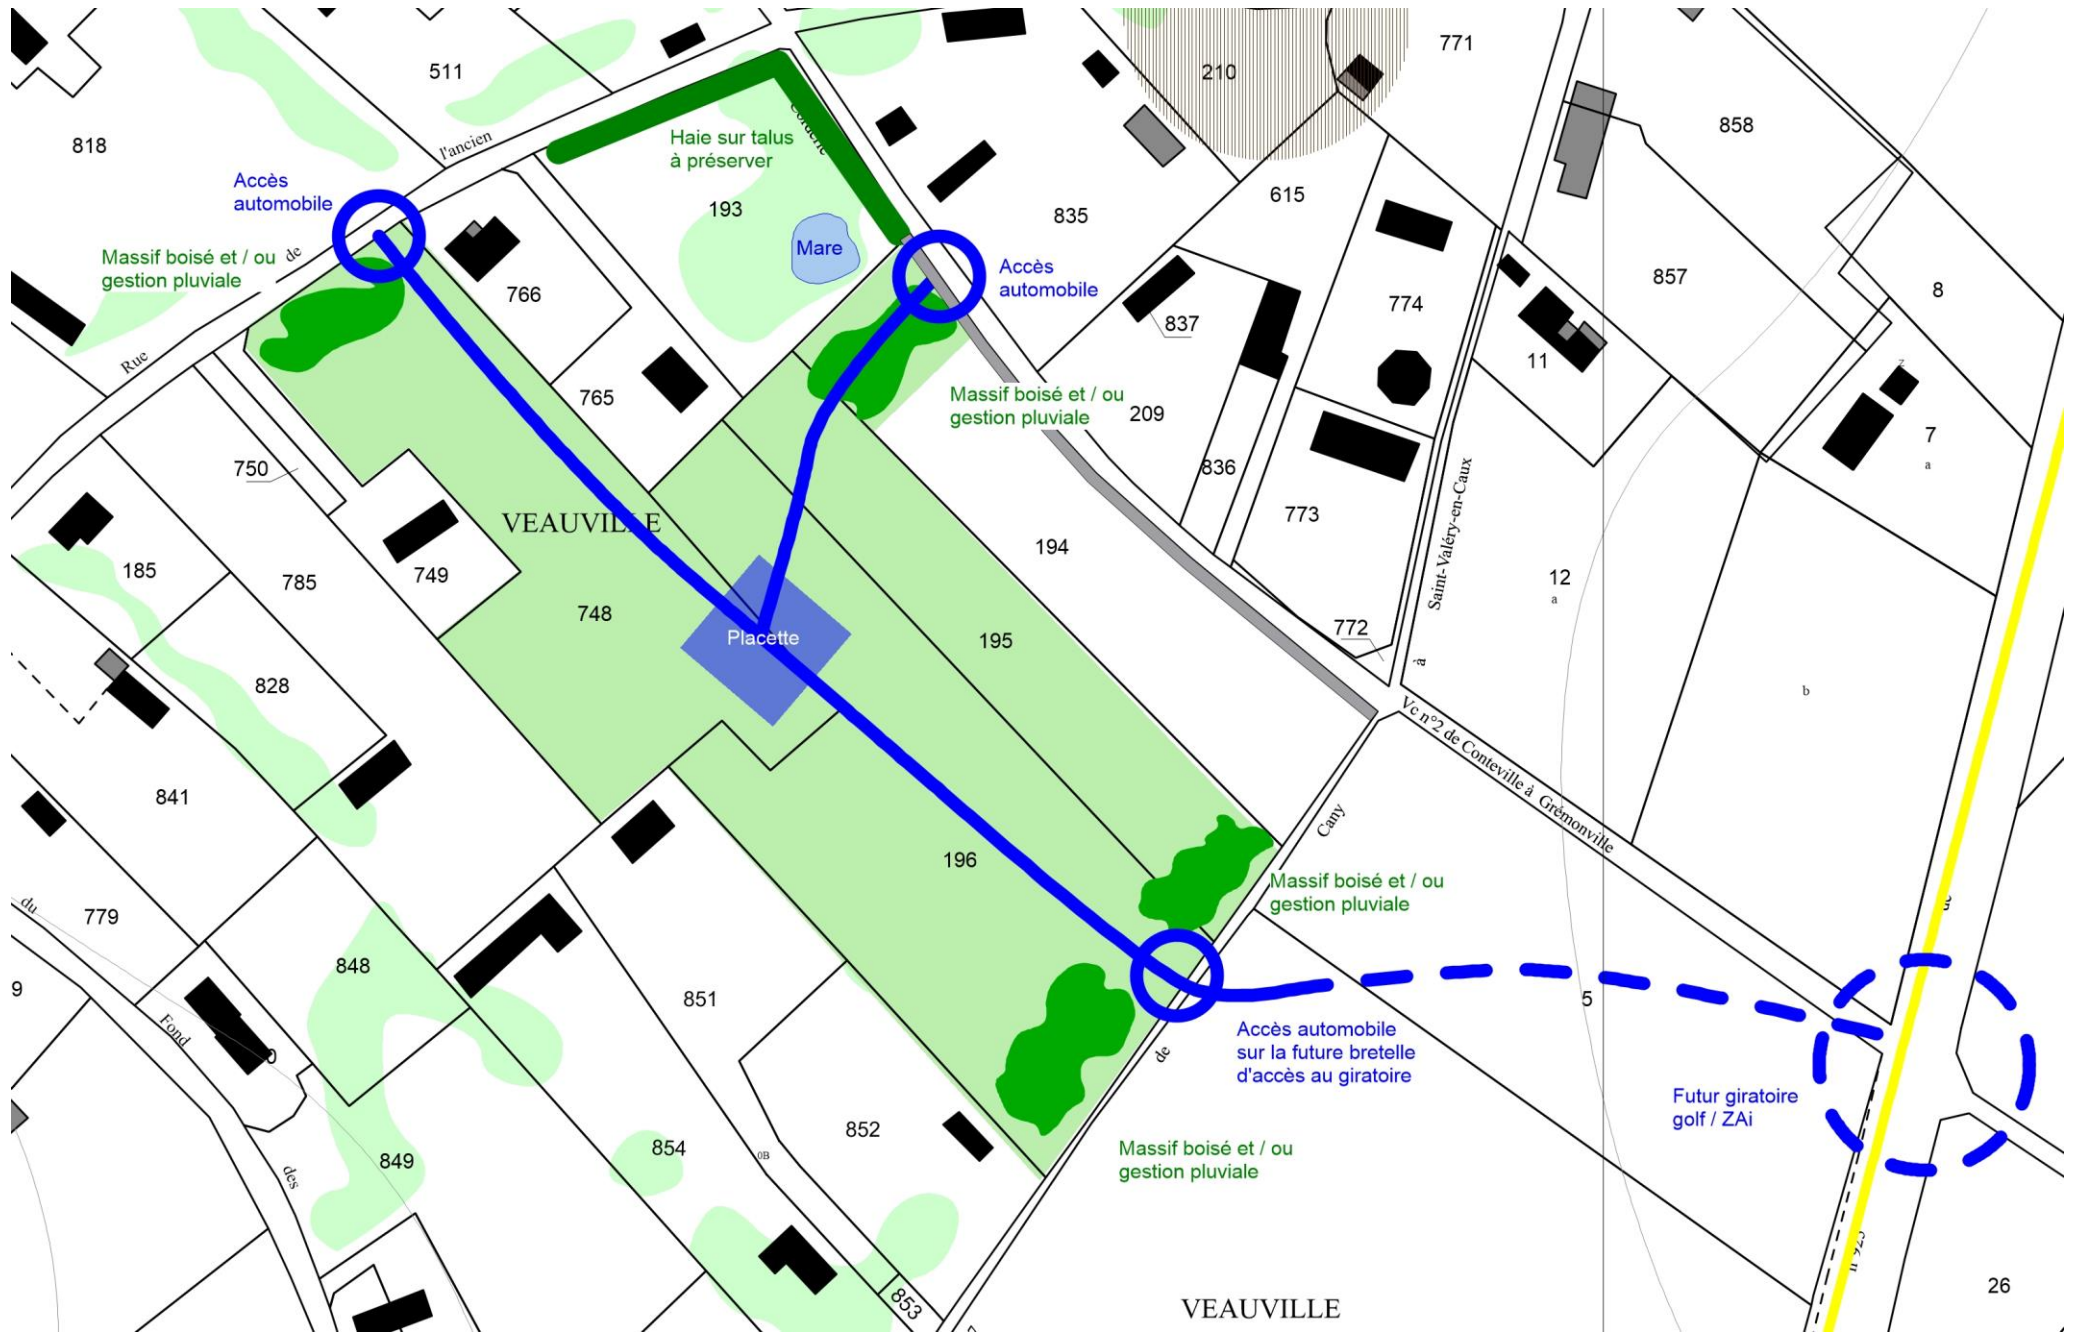 771
511
210
858
818
l'ancien
Haie sur talus
à préserver
Accès
automobile
193
615
835
de
Massif boisé et / ou
gestion pluviale
Mare
Accès
automobile
857
8
766
774
837
Rue
11
765
Massif boisé et / ou
gestion pluviale
209
7
a
750
836
VEAUVILLE
773
Saint-Valéry-en-Caux
194
185
785
749
12
a
748
772
Placette
195
à
828
b
Vc n°2 de Conteville à Grémonville
841
Cany
196
Massif boisé et / ou
gestion pluviale
du
779
848
9
851
5
Fond
Accès automobile
sur la future bretelle
d'accès au giratoire
de
0
Futur giratoire
golf / ZAi
852
854
0B
Massif boisé et / ou
gestion pluviale
849
des
26
853
VEAUVILLE